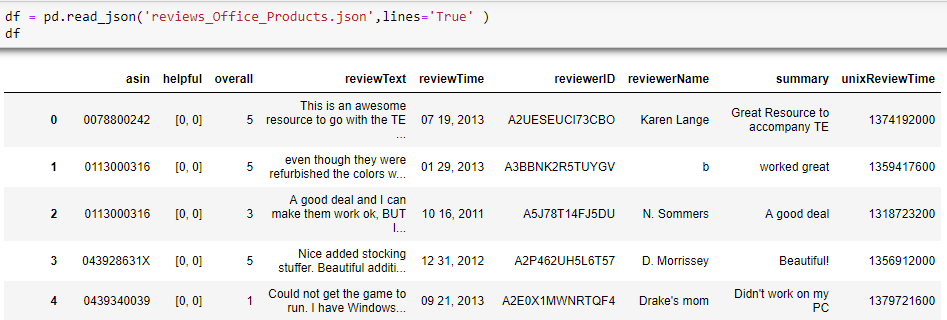 df = pd.read_json('reviews_Office_Products.json',lines='True' )
df
asin helpful overall reviewText reviewTime reviewerID reviewerName summary unixReviewTime
This is an awesome
0 0078800242 [0, 0] 5 resource to go with the TE 07 19, 2013 A2UESEUCI73CBO Karen Lange Great Resource to
... accompany TE
1 0113000316 [0, 0] 5 even though they were
refurbished the colors w... 01 29, 2013 A3BBNK2R5TUYGV b worked great
A good deal and I can
2 0113000316 [0, 0] 3 make them work ok, BUT 10 16, 2011 A5J78T14FJ5DU N. Sommers A good deal
I...
3 043928631X [0, 0] 5 Nice added stocking
stuffer. Beautiful additi... 12 31, 2012 A2P462UH5L6T57 D. Morrissey Beautiful! 1356912000
4 0439340039 [0, 0] 1 Could not get the game to
run. I have Windows... 09 21, 2013 A2E0X1MWNRTQF4 Drake's mom Didn't work on my
PC 1379721600
1374192000
1359417600
1318723200